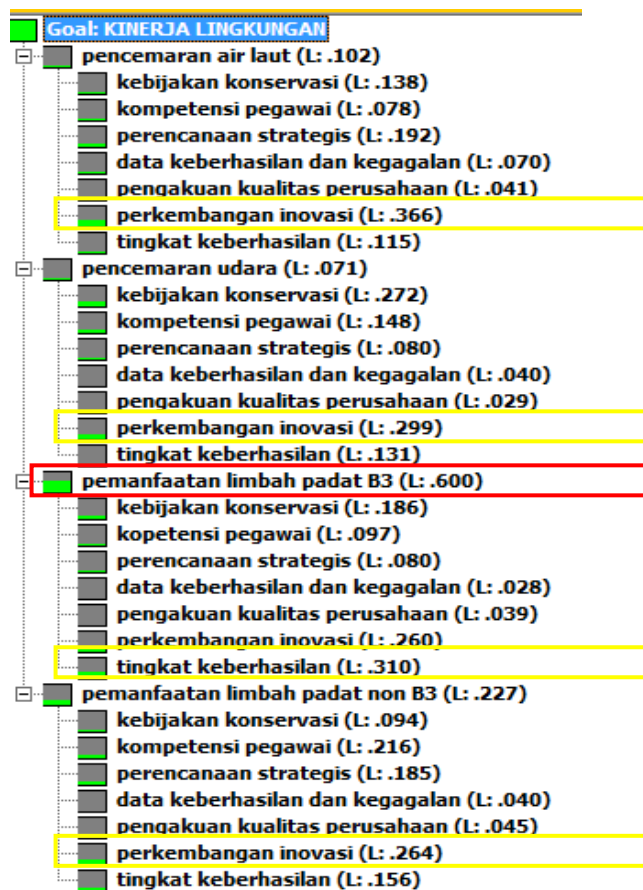 Goal: KINERJA LINGKUNGAN
pencemaran air laut (L: .102)
kebijakan konservasi (L: .138)
kompetensi pegawai (L: .078)
perencanaan strategis (L: .192)
data keberhasilan dan kegagalan (L: .070)
pengakuan kualitas perusahaan (L: .041)
perkembangan inovasi (L: .366)
tingkat keberhasilan (L: .115)
pencemaran udara (L: .071)
kebijakan konservasi (L: .272)
kompetensi pegawai (L: .148)
perencanaan strategis (L: .080)
data keberhasilan dan kegagalan (L: .040)
pengakuan kualitas perusahaan (L: .029)
perkembangan inovasi (L: .299)
tingkat keberhasilan (L: .131)
pemanfaatan limbah padat B3 (L: .600)
kebijakan konservasi (L: .186)
kopetensi pegawai (L: .097)
perencanaan strategis (L: .080)
data keberhasilan dan kegagalan (L: .028)
pengakuan kualitas perusahaan (L: .039)
perkembangan inovasi (L: .260)
tingkat keberhasilan (L: .310)
pemanfaatan limbah padat non B3 (L: .227)
kebijakan konservasi (L: .094)
kompetensi pegawai (L: .216)
perencanaan strategis (L: .185)
data keberhasilan dan kegagalan (L: .040)
pengakuan kualitas perusahaan (L: .045)
perkembangan inovasi (L: .264)
tingkat keberhasilan (L: .156)